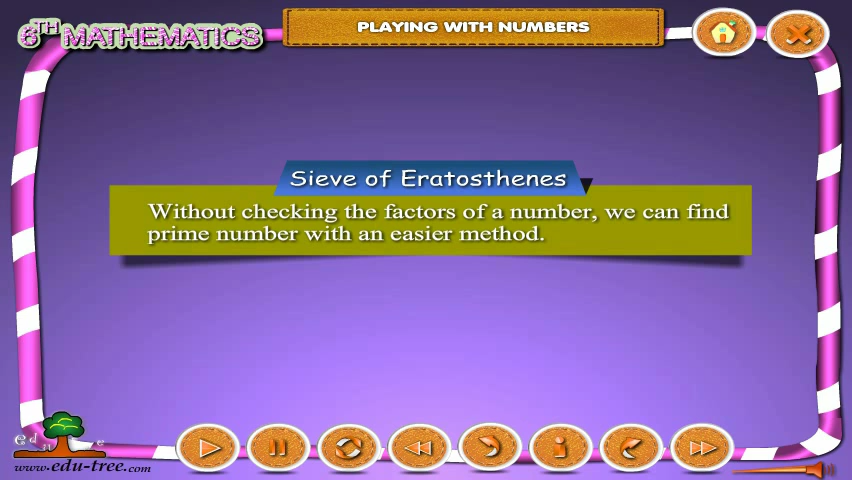 6TH MATHEMATICS
PLAYING WITH NUMBERS
Sieve of Eratosthenes
Without checking the factors of a number, we can find
prime number with an easier method.
www.edu-tree.com